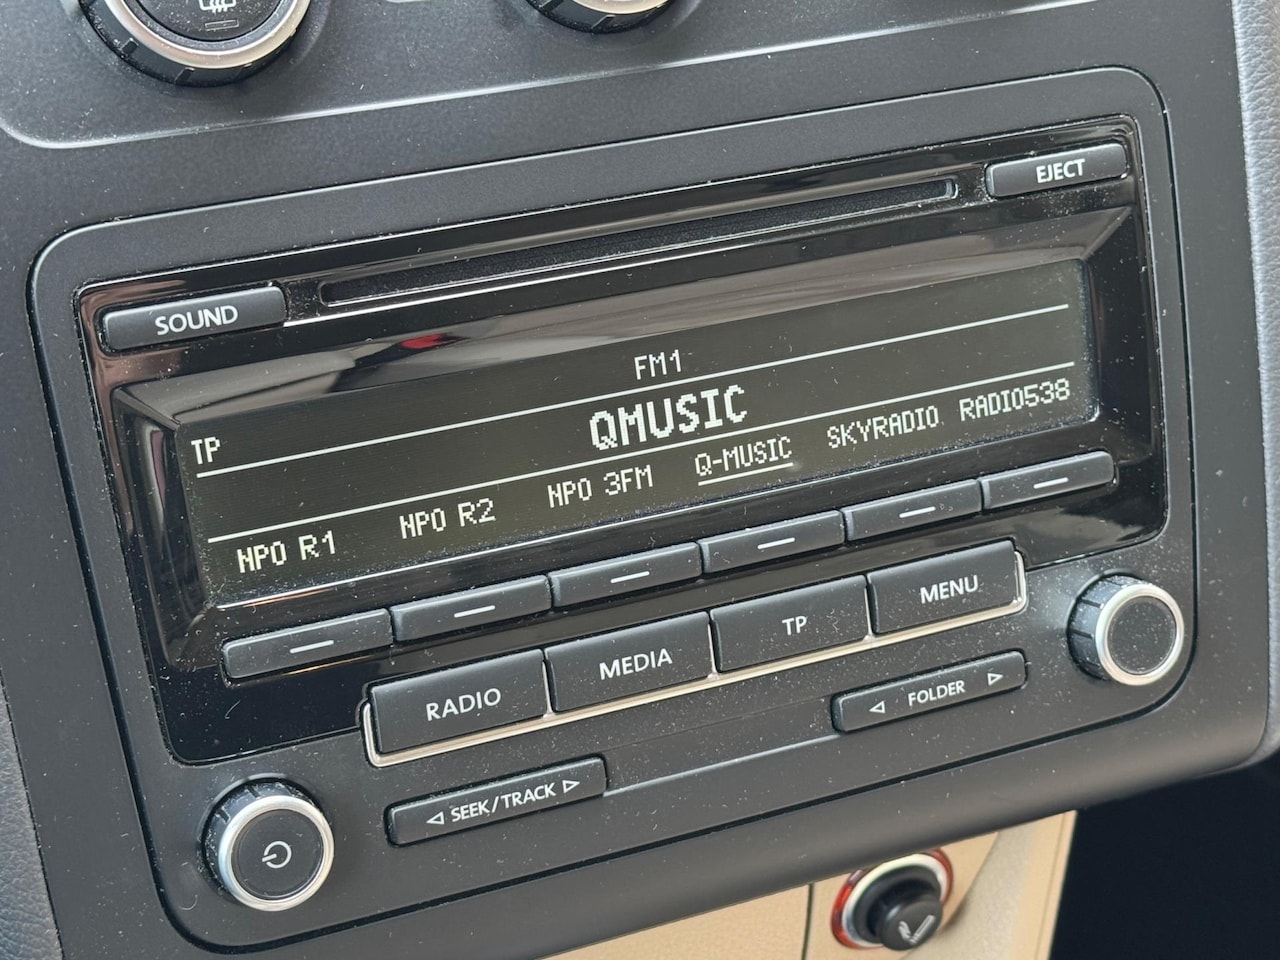 EJECT
SOUND
FM1
TP
QMUSIC
NPO R1 NPO R2 NPO 3FM Q-MUSIC SKYRADIO RADIO538
RADIO MEDIA TP MENU
SEEK/TRACK FOLDER